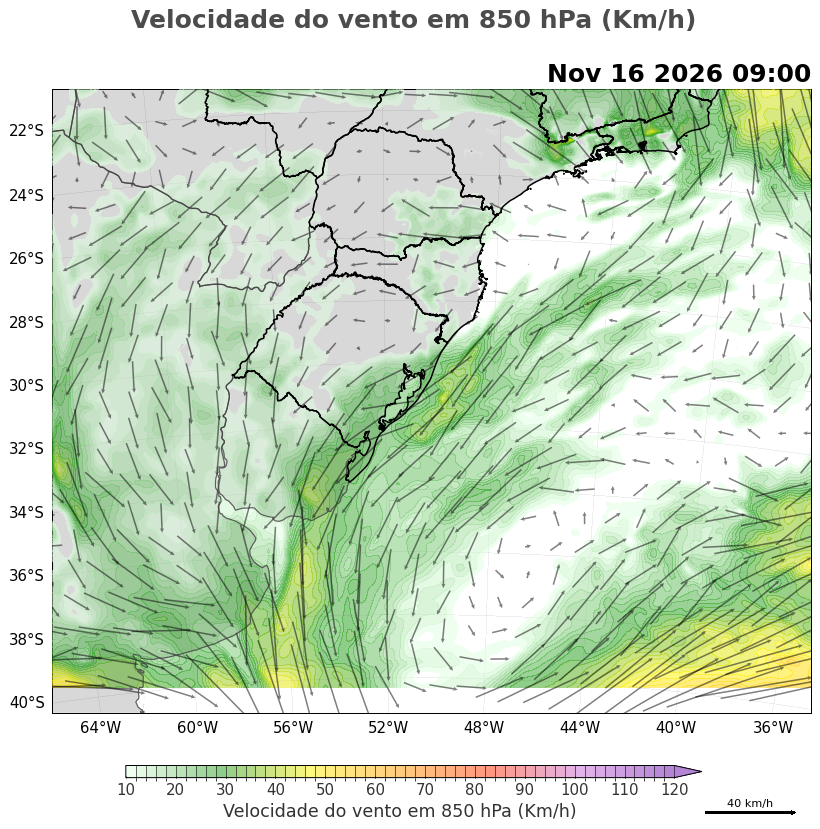 Velocidade do vento em 850 hPa (Km/h)
Nov 16 2026 09:00
22°S
24°S
26°S
28°S
30°S
32°S
34°S
36°S
38°S
40°S
64°W 60°W 56°W 52°W 48°W 44°W 40°W 36°W
10 20 30 40 50 60 70 80 90 100 110 120
Velocidade do vento em 850 hPa (Km/h)
40 km/h